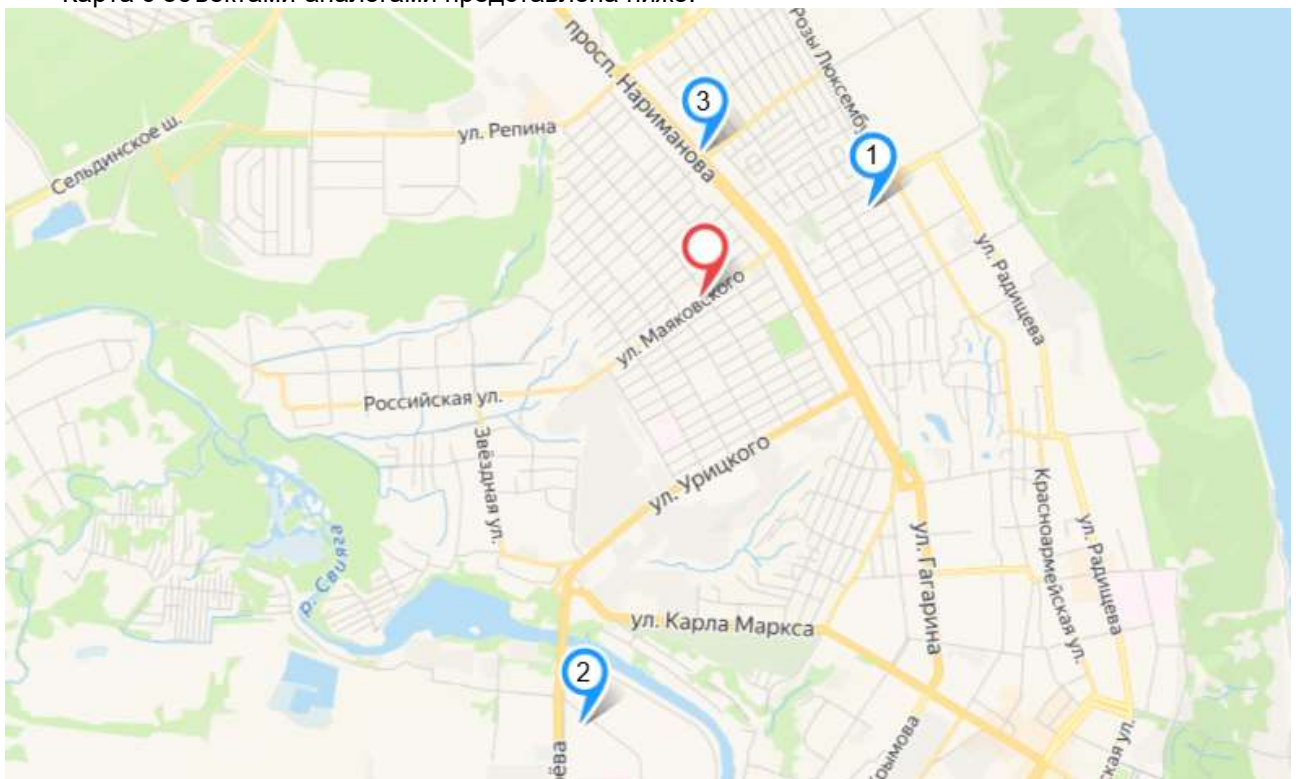 Карта с объектами аналогами представлена ниже.
просп. Нариманова
Розы Люксембу
3
ул. Репина
1
Сельдинское ш.
ул. Радищева
ул. Маяковского
Российская ул.
Звёздная ул.
ул. Урицкого
р. Свияга
ул. Гагарина
Красноармейская ул.
ул. Радищева
ул. Карла Маркса
2